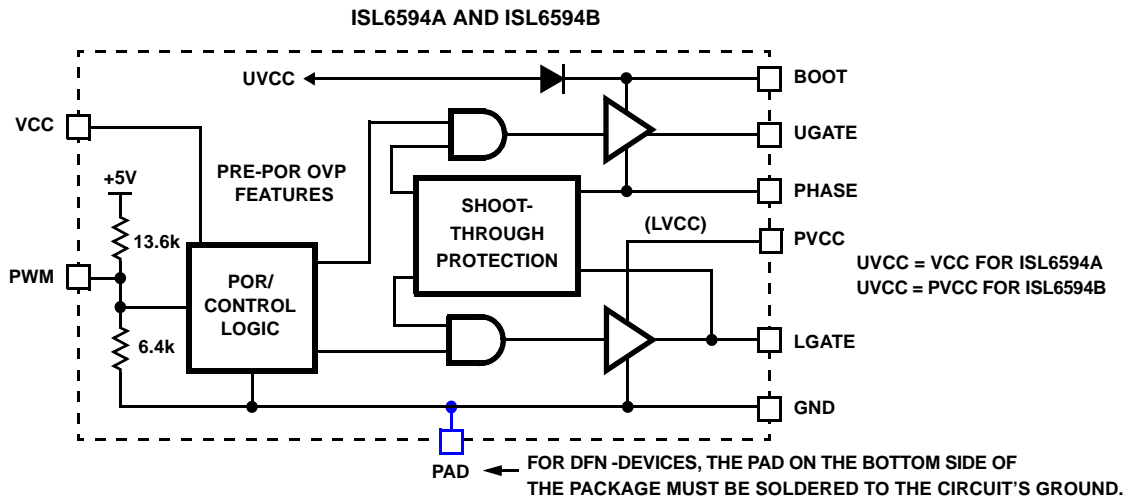 ISL6594A AND ISL6594B
UVCC
BOOT
VCC
UGATE
+5V
PRE-POR OVP
FEATURES
PHASE
SHOOT-
THROUGH
PROTECTION
(LVCC)
13.6k
PVCC
UVCC = VCC FOR ISL6594A
UVCC = PVCC FOR ISL6594B
PWM
POR/
CONTROL
LOGIC
6.4k
LGATE
GND
PAD
FOR DFN -DEVICES, THE PAD ON THE BOTTOM SIDE OF
THE PACKAGE MUST BE SOLDERED TO THE CIRCUIT'S GROUND.